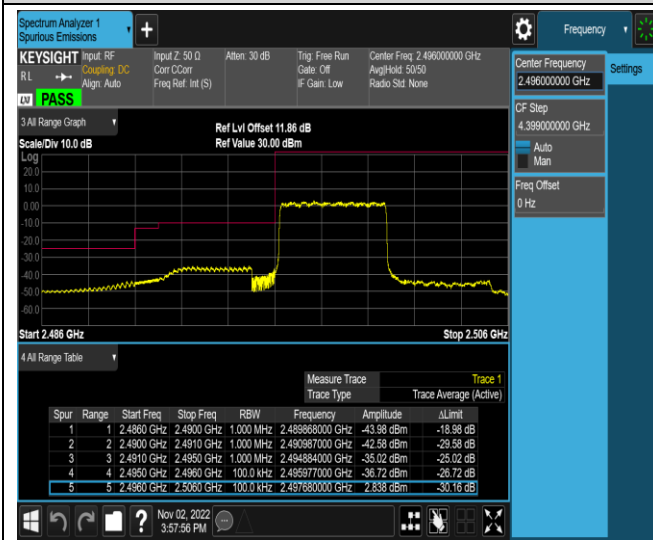 Spectrum Analyzer 1
Spurious Emissions
+
Frequency
KEYSIGHT
Input: RF
Input Z: 50 Ω
Atten: 30 dB
Trig: Free Run
Center Freq: 2.496000000 GHz
RL
Coupling: DC
Corr CCorr
Gate: Off
Avg|Hold: 50/50
Align: Auto
Freq Ref: Int (S)
IF Gain: Low
Radio Std: None
LXI
PASS
Center Frequency
2.496000000 GHz
Settings
CF Step
4.399000000 GHz
Auto
Man
Freq Offset
0 Hz
3 All Range Graph
Ref Lvl Offset 11.86 dB
Scale/Div 10.0 dB
Ref Value 30.00 dBm
Log
20.0
10.0
0.00
-10.0
-20.0
-30.0
-40.0
-50.0
-60.0
Start 2.486 GHz
Stop 2.506 GHz
4 All Range Table
Measure Trace Trace 1
Trace Type Trace Average (Active)
Spur Range Start Freq Stop Freq RBW Frequency Amplitude ΔLimit
1 1 2.4860 GHz 2.4900 GHz 1.000 MHz 2.489868000 GHz -43.98 dBm -18.98 dB
2 2 2.4900 GHz 2.4910 GHz 1.000 MHz 2.490987000 GHz -42.58 dBm -29.58 dB
3 3 2.4910 GHz 2.4950 GHz 1.000 MHz 2.494884000 GHz -35.02 dBm -25.02 dB
4 4 2.4950 GHz 2.4960 GHz 100.0 kHz 2.495977000 GHz -36.72 dBm -26.72 dB
5 5 2.4960 GHz 2.5060 GHz 100.0 kHz 2.497680000 GHz 2.838 dBm -30.16 dB
?
Nov 02, 2022
3:57:56 PM